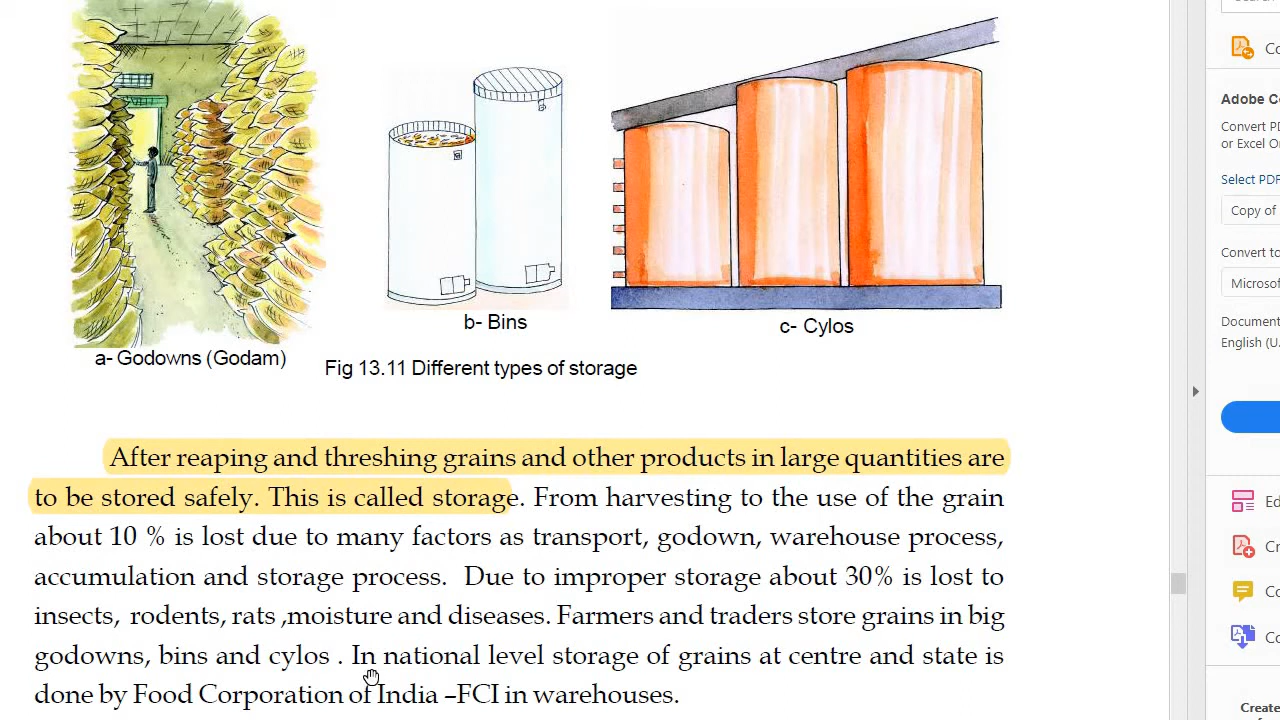 a- Godowns (Godam)
b- Bins
c- Cylos
Fig 13.11 Different types of storage
After reaping and threshing grains and other products in large quantities are
to be stored safely. This is called storage. From harvesting to the use of the grain
about 10 % is lost due to many factors as transport, godown, warehouse process,
accumulation and storage process. Due to improper storage about 30% is lost to
insects, rodents, rats ,moisture and diseases. Farmers and traders store grains in big
godowns, bins and cylos . In national level storage of grains at centre and state is
done by Food Corporation of India –FCI in warehouses.
Adobe
Convert
or Excel
Select PDF
Copy of
Convert to
Document
English
Create